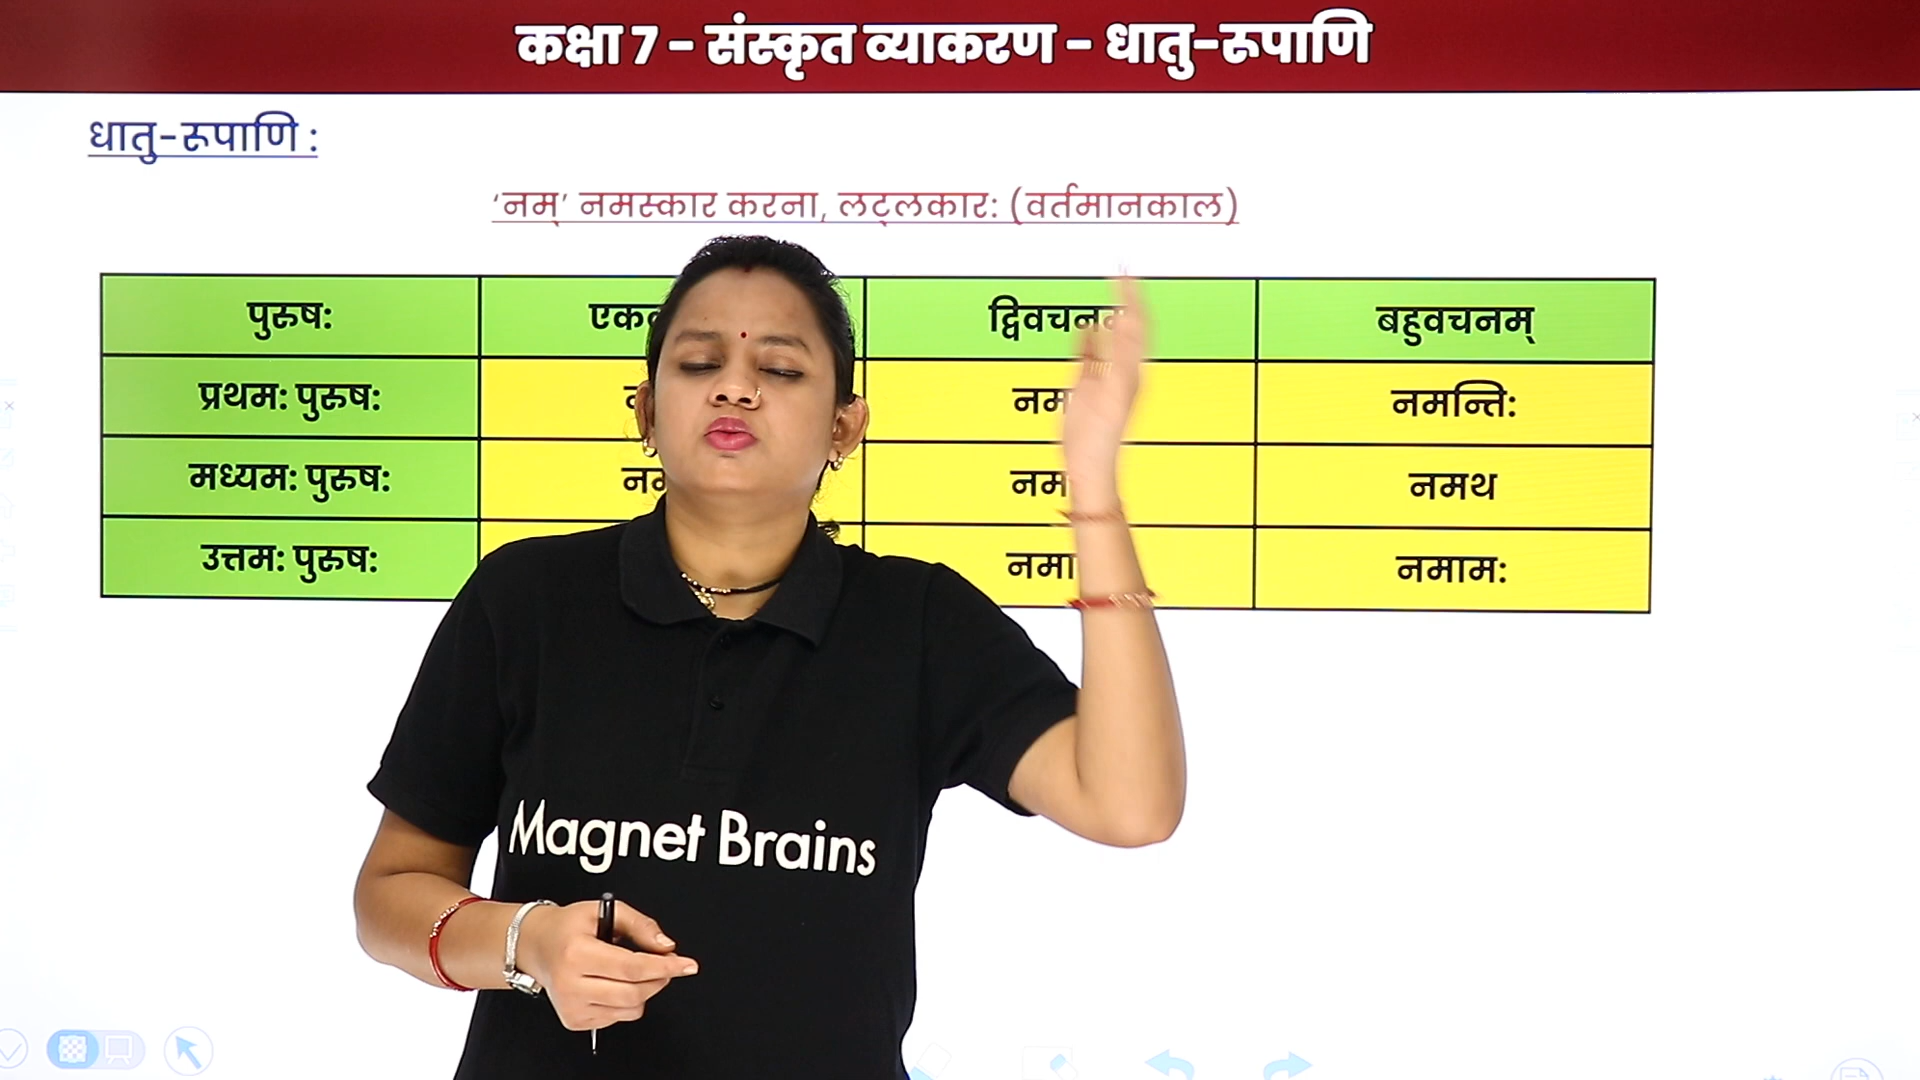 कक्षा 7 - संस्कृत व्याकरण - धातु-रूपाणि
धातु-रूपाणि :
‘नम्’ नमस्कार करना, लट्लकार: (वर्तमानकाल)
पुरुष: बहुवचनम्
प्रथम: पुरुष: नमन्ति:
मध्यम: पुरुष: नमथ
उत्तम: पुरुष: नमाम:
Magnet Brains